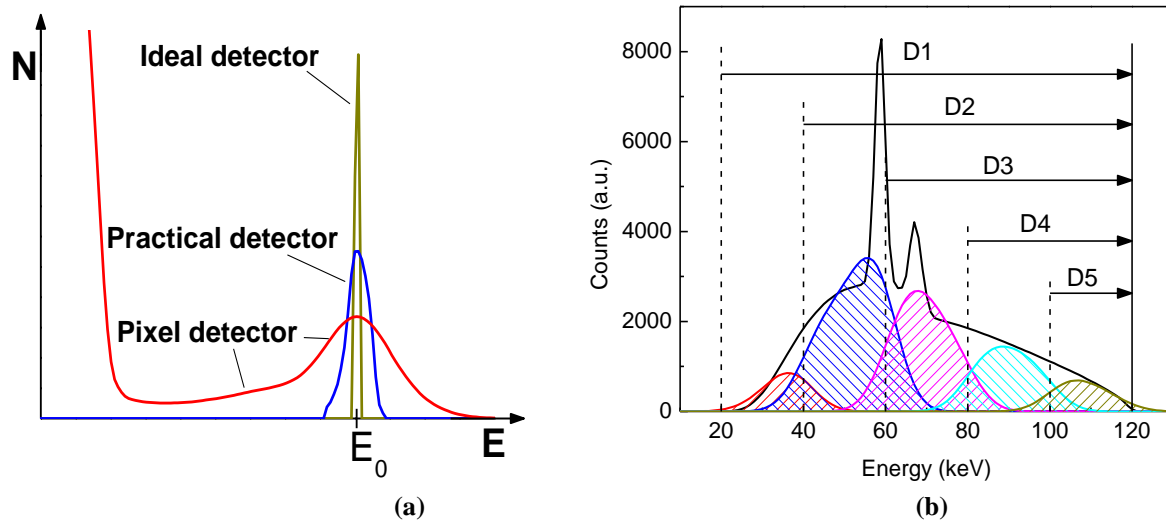 N
Ideal detector
Practical detector
Pixel detector
E₀
E
(a)
Counts (a.u.)
8000
6000
4000
2000
0
D1
D2
D3
D4
D5
20 40 60 80 100 120
Energy (keV)
(b)